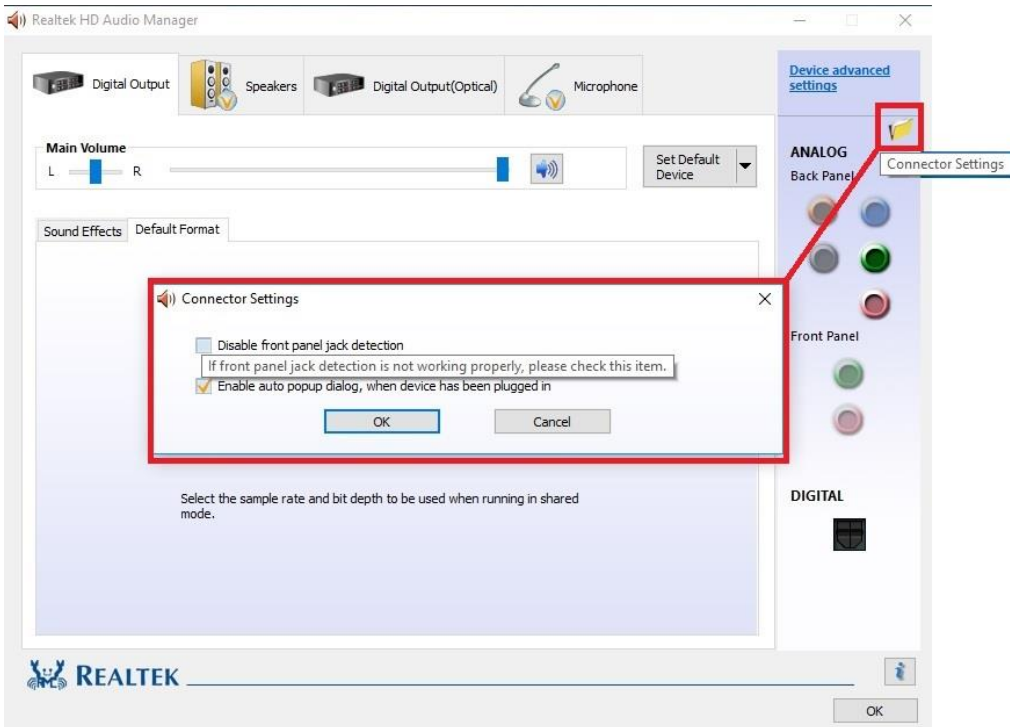 Realtek HD Audio Manager
Digital Output
Speakers
Digital Output(Optical)
Microphone
Device advanced
settings
Main Volume
L
R
Set Default
Device
Connector Settings
ANALOG
Back Panel
Sound Effects
Default Format
Connector Settings
Disable front panel jack detection
If front panel jack detection is not working properly, please check this item.
Enable auto popup dialog, when device has been plugged in
OK
Cancel
Front Panel
Select the sample rate and bit depth to be used when running in shared
mode.
DIGITAL
REALTEK
i
OK